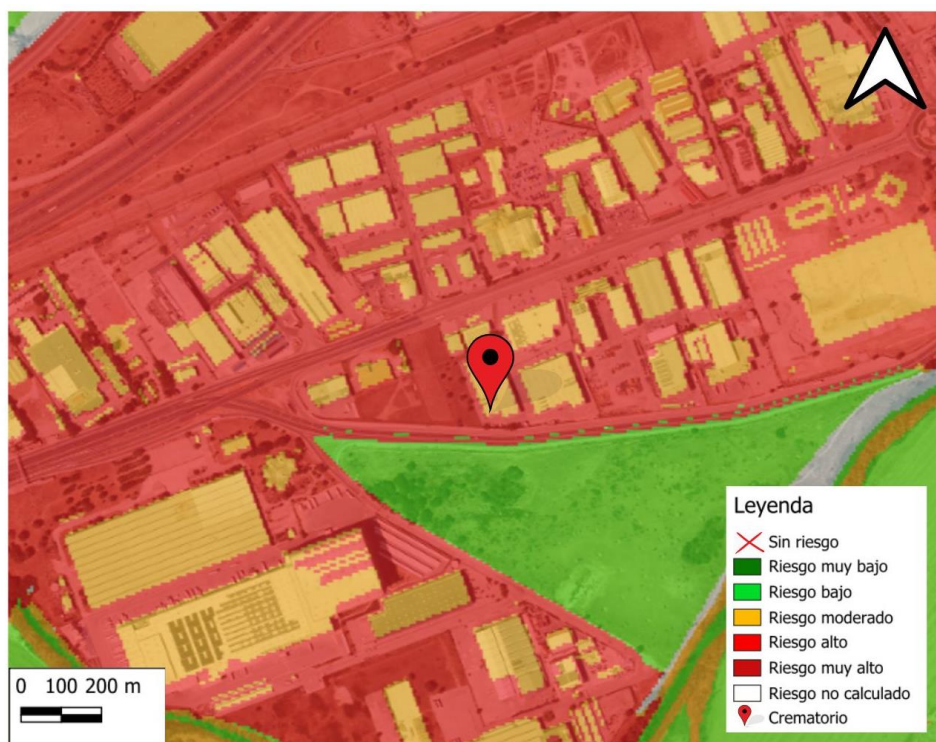 Leyenda
Sin riesgo
Riesgo muy bajo
Riesgo bajo
Riesgo moderado
Riesgo alto
Riesgo muy alto
Riesgo no calculado
Crematorio
0 100 200 m